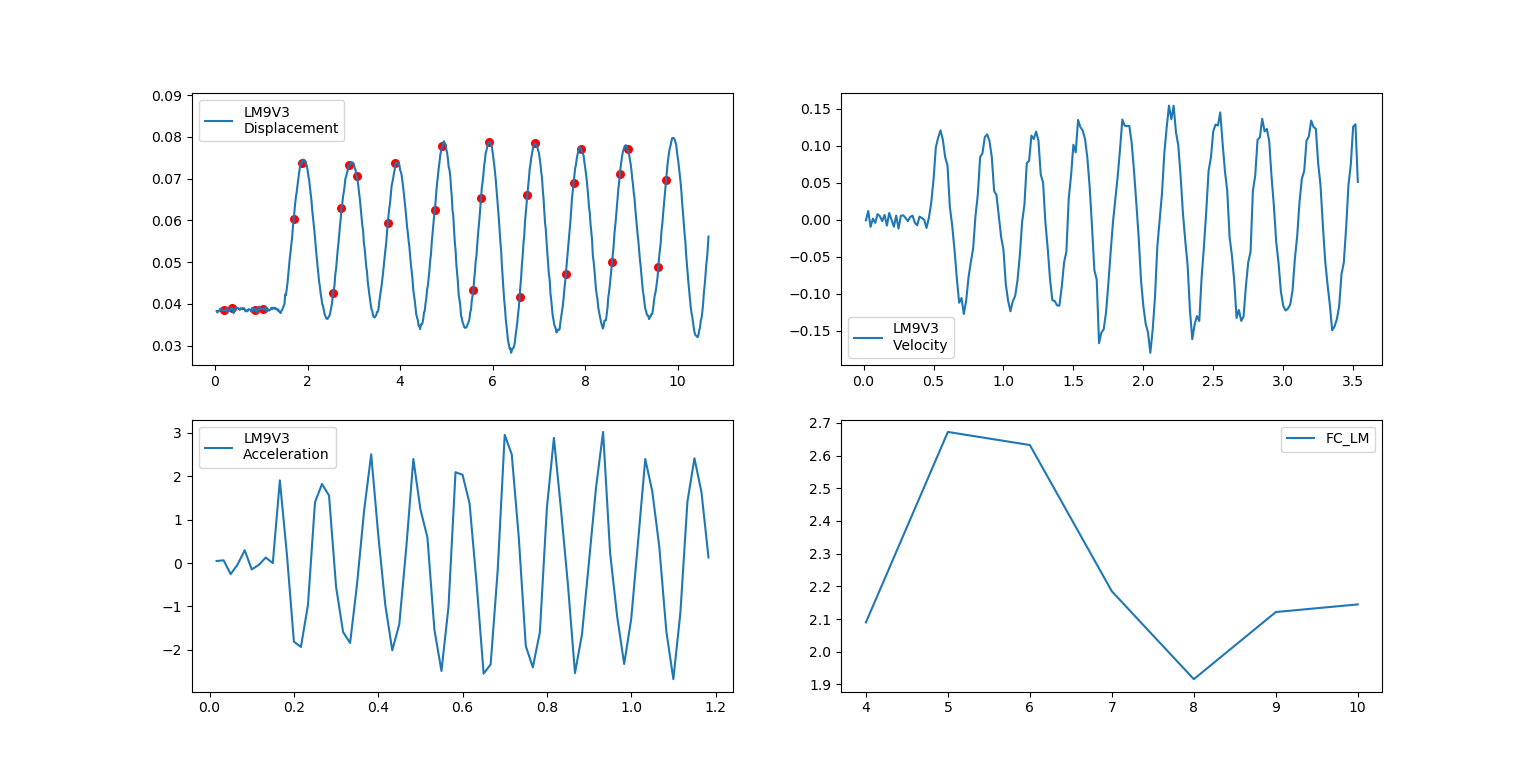 0.09
0.08
0.07
0.06
0.05
0.04
0.03
LM9V3
Displacement
0 2 4 6 8 10
0.15
0.10
0.05
0.00
−0.05
−0.10
−0.15
LM9V3
Velocity
0.0 0.5 1.0 1.5 2.0 2.5 3.0 3.5
3
2
1
0
−1
−2
LM9V3
Acceleration
0.0 0.2 0.4 0.6 0.8 1.0 1.2
2.7
2.6
2.5
2.4
2.3
2.2
2.1
2.0
1.9
FC_LM
4 5 6 7 8 9 10